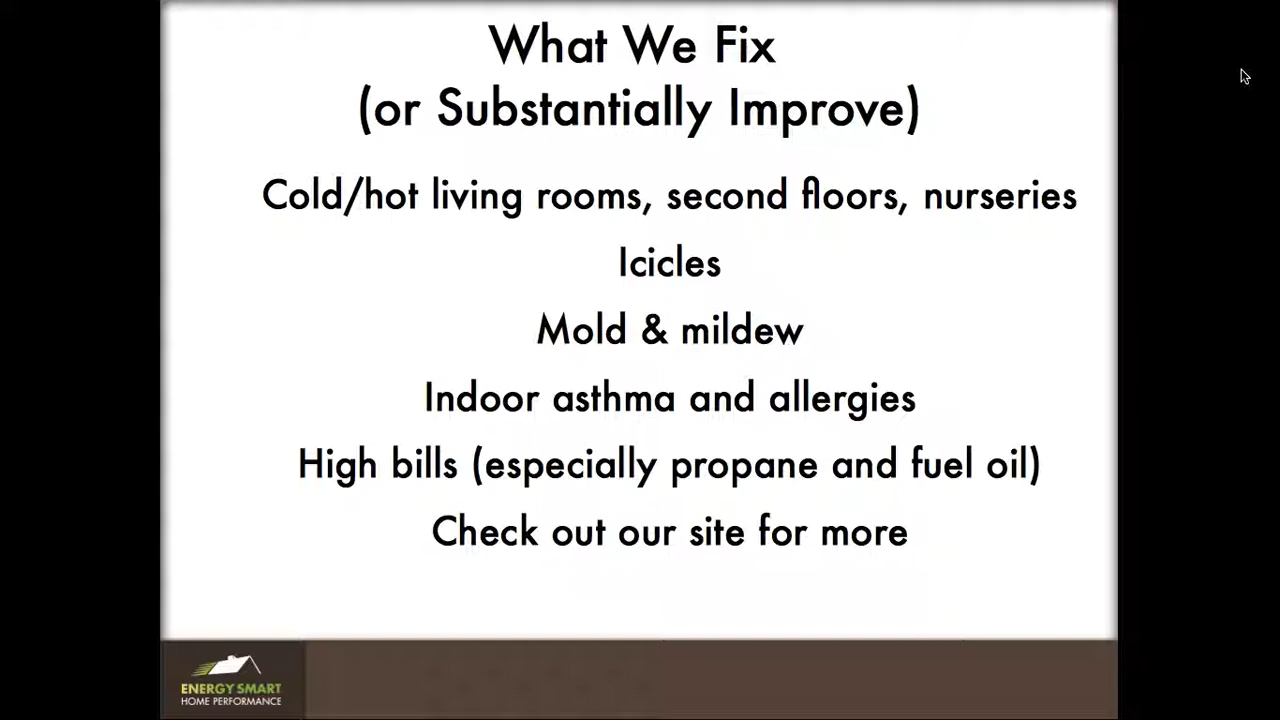 What We Fix
(or Substantially Improve)
Cold/hot living rooms, second floors, nurseries
Icicles
Mold & mildew
Indoor asthma and allergies
High bills (especially propane and fuel oil)
Check out our site for more
ENERGY SMART
HOME PERFORMANCE